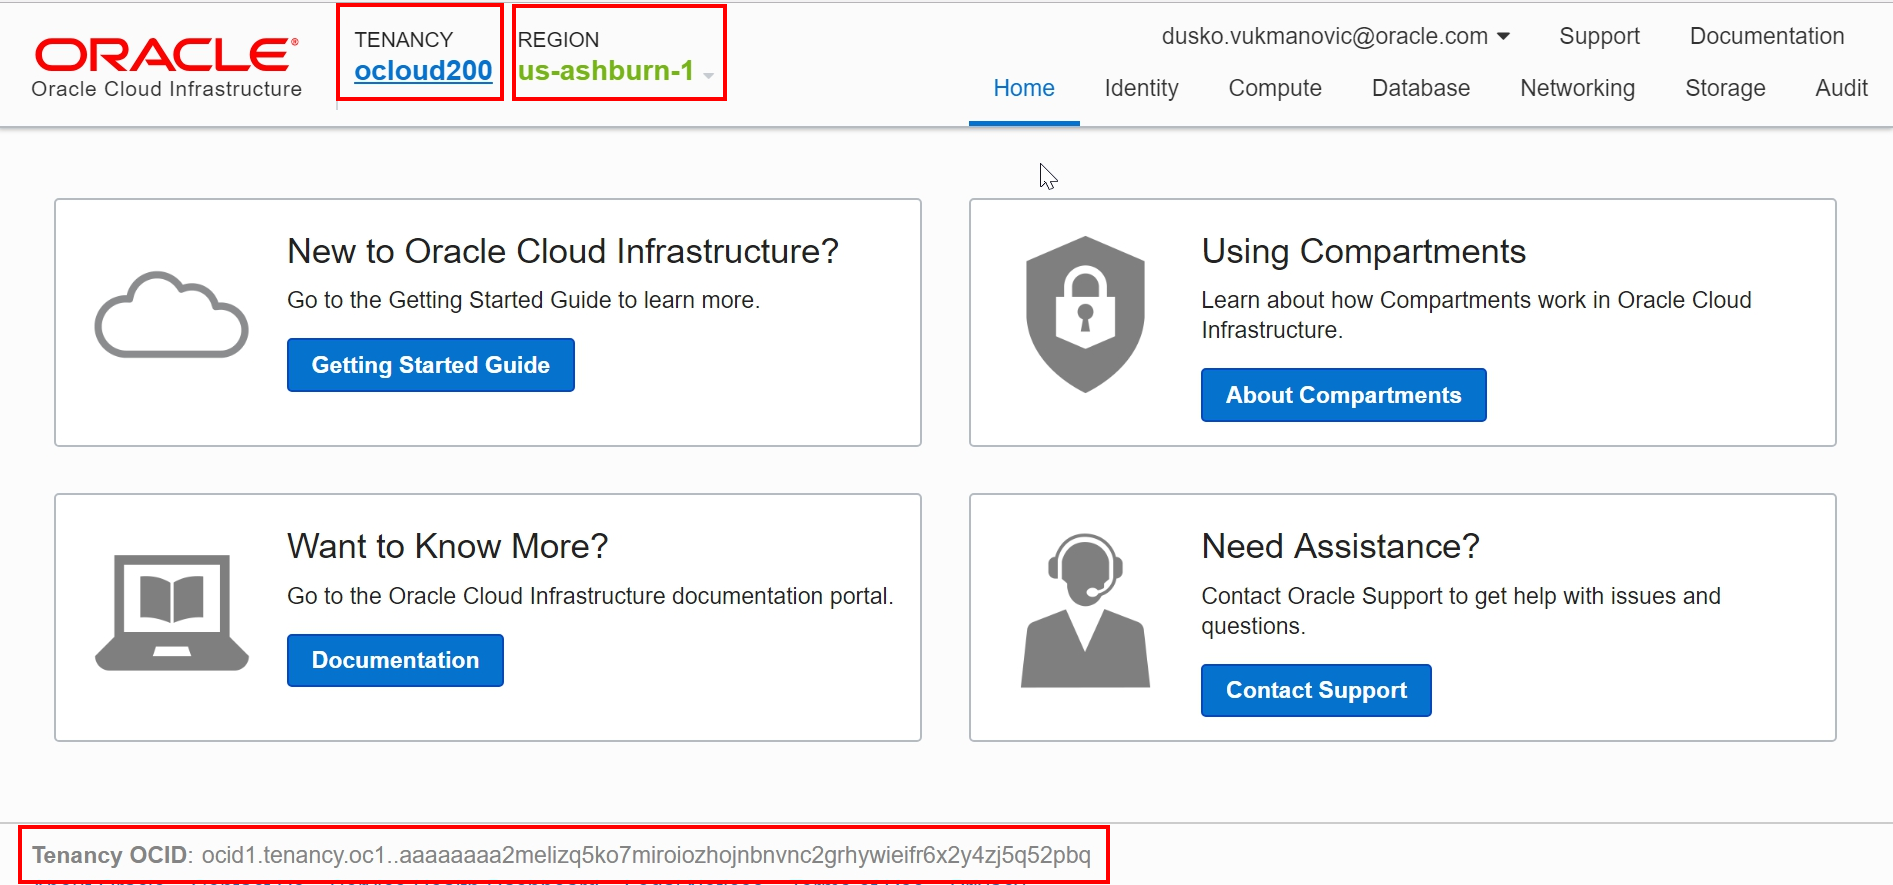 ORACLE®
Oracle Cloud Infrastructure
TENANCY
ocloud200
REGION
us-ashburn-1
dusko.vukmanovic@oracle.com Support Documentation
Home Identity Compute Database Networking Storage Audit
New to Oracle Cloud Infrastructure?
Go to the Getting Started Guide to learn more.
Getting Started Guide
Using Compartments
Learn about how Compartments work in Oracle Cloud
Infrastructure.
About Compartments
Want to Know More?
Go to the Oracle Cloud Infrastructure documentation portal.
Documentation
Need Assistance?
Contact Oracle Support to get help with issues and
questions.
Contact Support
Tenancy OCID: ocid1.tenancy.oc1..aaaaaaaa2melizq5ko7miroiozhojnbnvnc2grhywieifr6x2y4zj5q52pbq